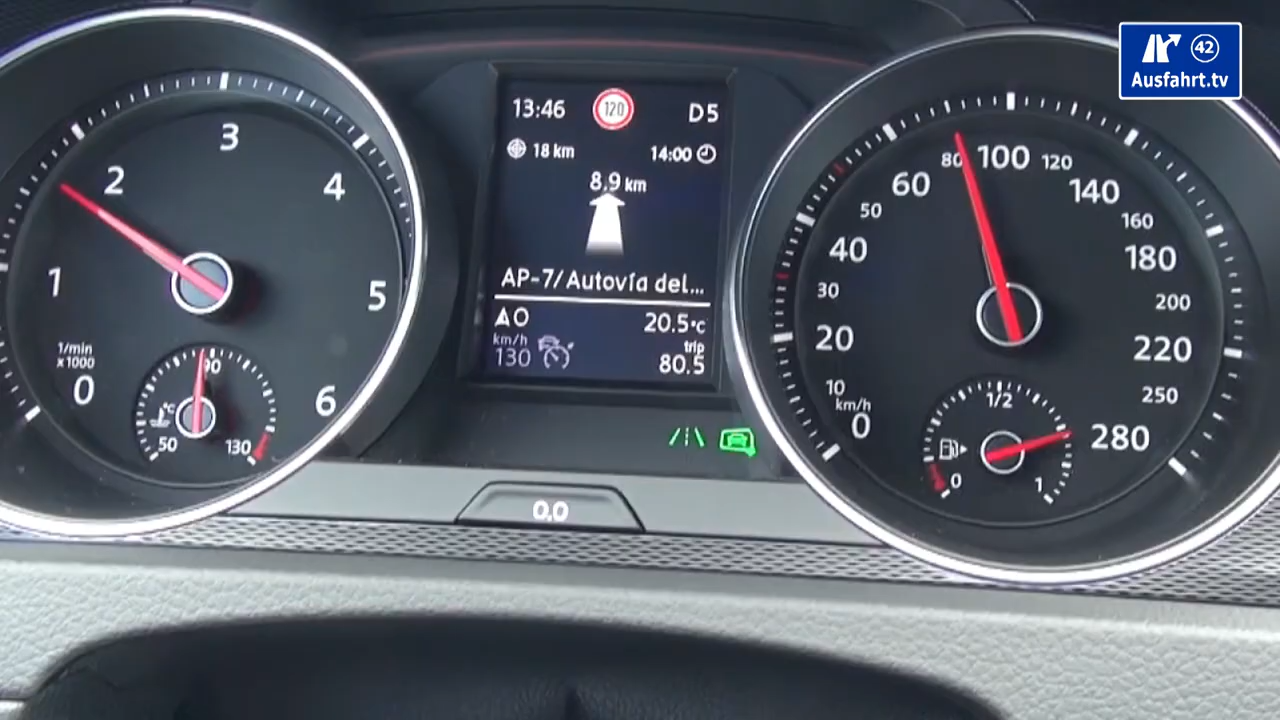 42
Ausfahrt.tv
1/min
x1000
0
1
2
3
4
5
6
50
90
130
°C
13:46
120
D5
18 km
14:00
8.9 km
AP-7/Autovía del...
A O
20.5°C
km/h
130
trip
80.5
0.0
km/h
0
10
20
30
40
50
60
80
100
120
140
160
180
200
220
250
280
0
1/2
1